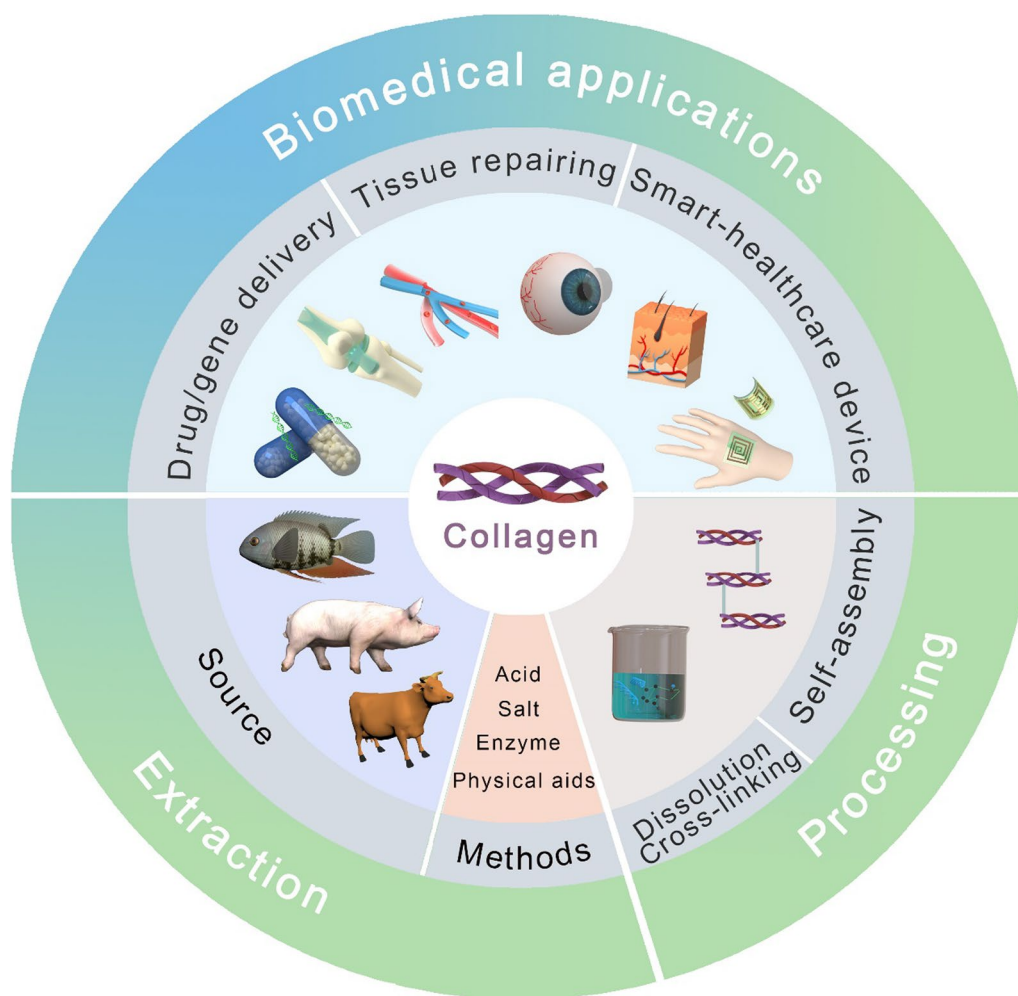 Biomedical applications
Tissue repairing
Drug/gene delivery
Smart-healthcare device
Collagen
Source
Acid
Salt
Enzyme
Physical aids
Methods
Self-assembly
Dissolution
Cross-linking
Extraction
Processing